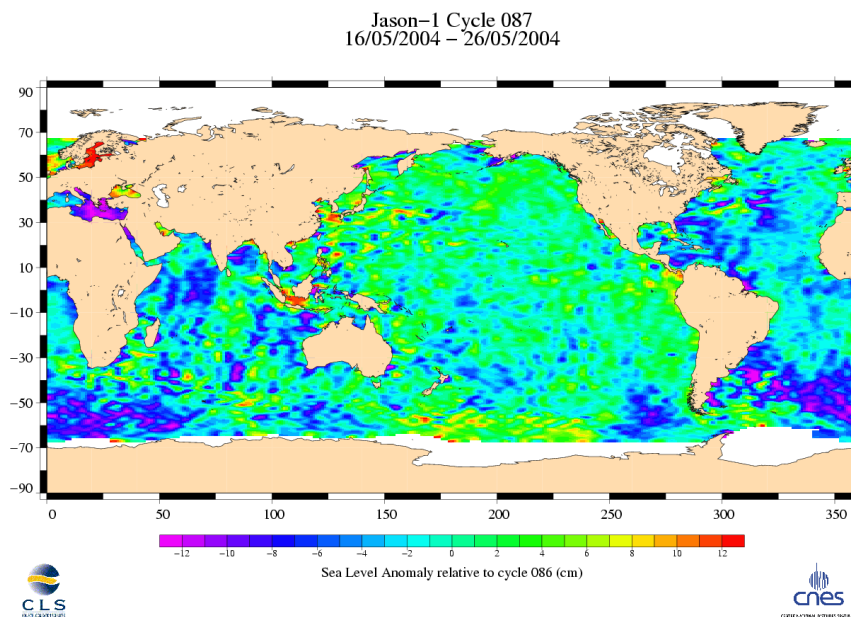 Jason-1 Cycle 087
16/05/2004 - 26/05/2004
90
70
50
30
10
-10
-30
-50
-70
-90
0 50 100 150 200 250 300 350
-12 -10 -8 -6 -4 -2 0 2 4 6 8 10 12
Sea Level Anomaly relative to cycle 086 (cm)
CLS
cnes